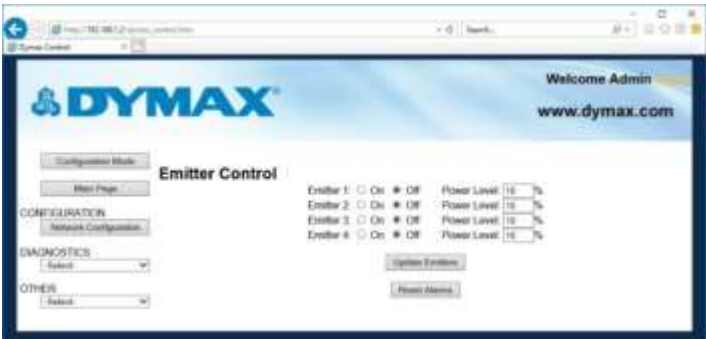 Search...
Dymax Control
Welcome Admin
DYMAX
www.dymax.com
Configuration Mode
Main Page
CONFIGURATION
Network Configuration
DIAGNOSTICS
Select
OTHER
Select
Emitter Control
Emitter 1: On Off Power Level: 10 %
Emitter 2: On Off Power Level: 10 %
Emitter 3: On Off Power Level: 10 %
Emitter 4: On Off Power Level: 10 %
Update Emitters
Reset Alarms